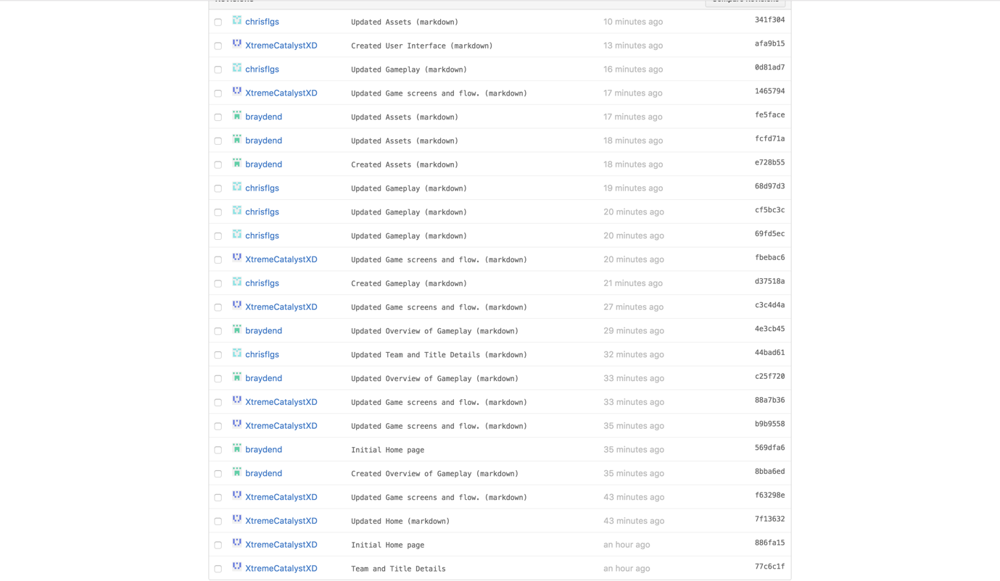 Revisions Compare Revisions
chrisflgs Updated Assets (markdown) 10 minutes ago 341f304
XtremeCatalystXD Created User Interface (markdown) 13 minutes ago afa9b15
chrisflgs Updated Gameplay (markdown) 16 minutes ago 0d81ad7
XtremeCatalystXD Updated Game screens and flow. (markdown) 17 minutes ago 1465794
braydend Updated Assets (markdown) 17 minutes ago fe5face
braydend Updated Assets (markdown) 18 minutes ago fcfd71a
braydend Created Assets (markdown) 18 minutes ago e728b55
chrisflgs Updated Gameplay (markdown) 19 minutes ago 68d97d3
chrisflgs Updated Gameplay (markdown) 20 minutes ago cf5bc3c
chrisflgs Updated Gameplay (markdown) 20 minutes ago 69fd5ec
XtremeCatalystXD Updated Game screens and flow. (markdown) 20 minutes ago fbebac6
chrisflgs Created Gameplay (markdown) 21 minutes ago d37518a
XtremeCatalystXD Updated Game screens and flow. (markdown) 27 minutes ago c3c4d4a
braydend Updated Overview of Gameplay (markdown) 29 minutes ago 4e3cb45
chrisflgs Updated Team and Title Details (markdown) 32 minutes ago 44bad61
braydend Updated Overview of Gameplay (markdown) 33 minutes ago c25f720
XtremeCatalystXD Updated Game screens and flow. (markdown) 33 minutes ago 88a7b36
XtremeCatalystXD Updated Game screens and flow. (markdown) 35 minutes ago b9b9558
braydend Initial Home page 35 minutes ago 569dfa6
braydend Created Overview of Gameplay (markdown) 35 minutes ago 8bba6ed
XtremeCatalystXD Updated Game screens and flow. (markdown) 43 minutes ago f63298e
XtremeCatalystXD Updated Home (markdown) 43 minutes ago 7f13632
XtremeCatalystXD Initial Home page an hour ago 886fa15
XtremeCatalystXD Team and Title Details an hour ago 77c6c1f